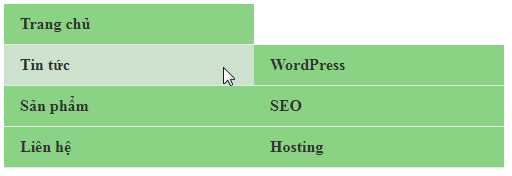 Trang chủ
Tin tức
WordPress
Sản phẩm
SEO
Liên hệ
Hosting